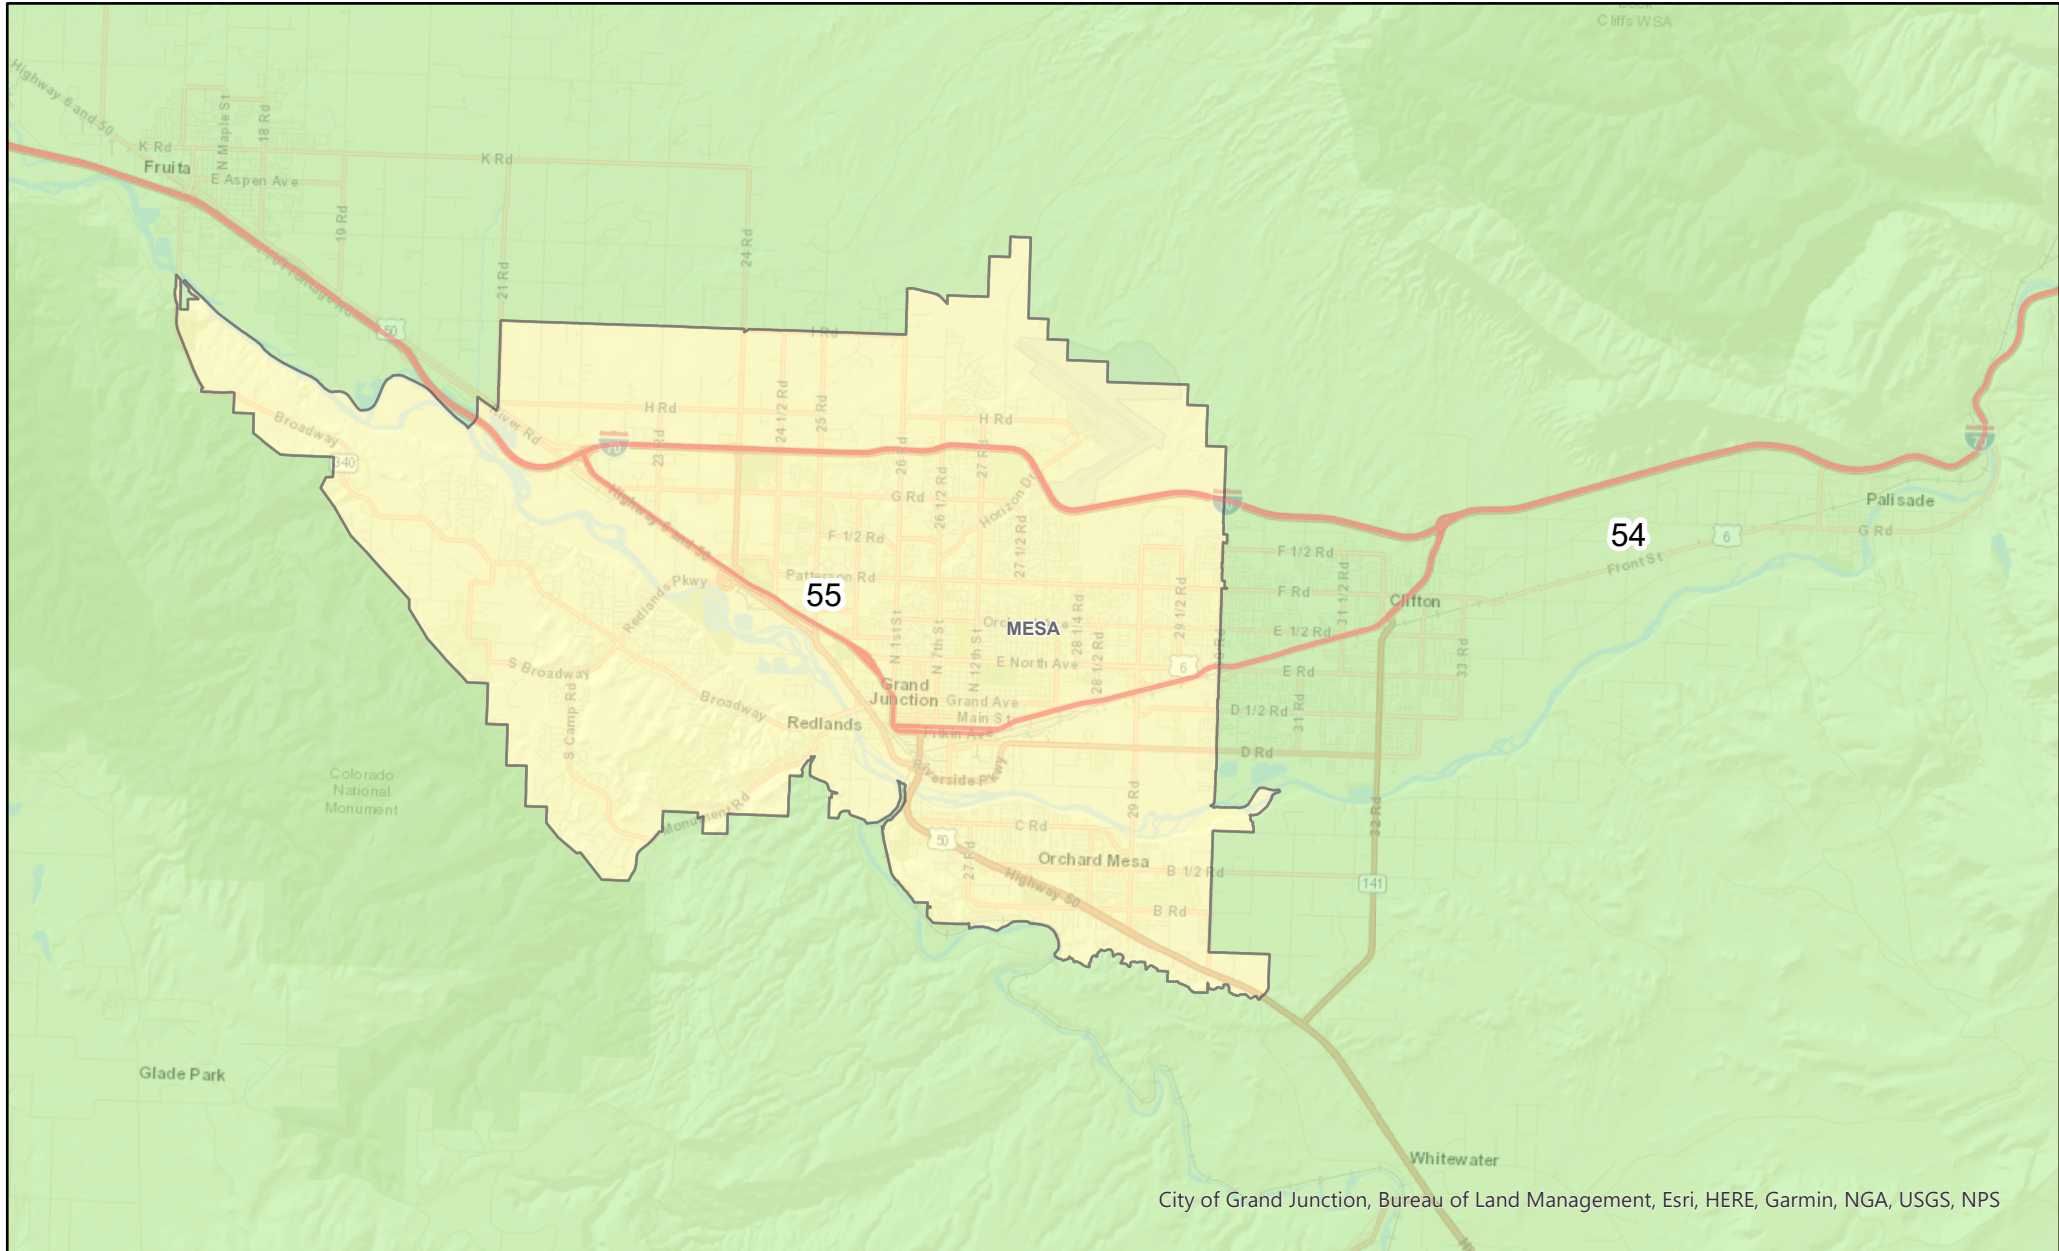 Cliffs WSA
Highway 6 and 50
N Maple St
18 Rd
K Rd
Fruita
E Aspen Ave
K Rd
19 Rd
21 Rd
24 Rd
50
I Rd
Broadway
340
River Rd
H Rd
23 Rd
24 1/2 Rd
25 Rd
26 Rd
H Rd
27 Rd
70
G Rd
26 1/2 Rd
Horizon Dr
27 1/2 Rd
Highway 6 and 50
F 1/2 Rd
Patterson Rd
Redlands Pkwy
55
MESA
N 1st St
N 7th St
N 12th St
28 1/4 Rd
28 1/2 Rd
29 1/2 Rd
E North Ave
6
F 1/2 Rd
F Rd
31 1/2 Rd
Clifton
E 1/2 Rd
E Rd
33 Rd
D 1/2 Rd
31 Rd
D Rd
54
Palisade
G Rd
6
Front St
70
S Broadway
S Camp Rd
Broadway
Redlands
Grand
Junction
Grand Ave
Main St
Pitkin Ave
Riverside Pkwy
Monument Rd
Colorado
National
Monument
29 Rd
C Rd
50
27 Rd
Orchard Mesa
B 1/2 Rd
Highway 50
B Rd
32 Rd
141
Glade Park
Whitewater
City of Grand Junction, Bureau of Land Management, Esri, HERE, Garmin, NGA, USGS, NPS